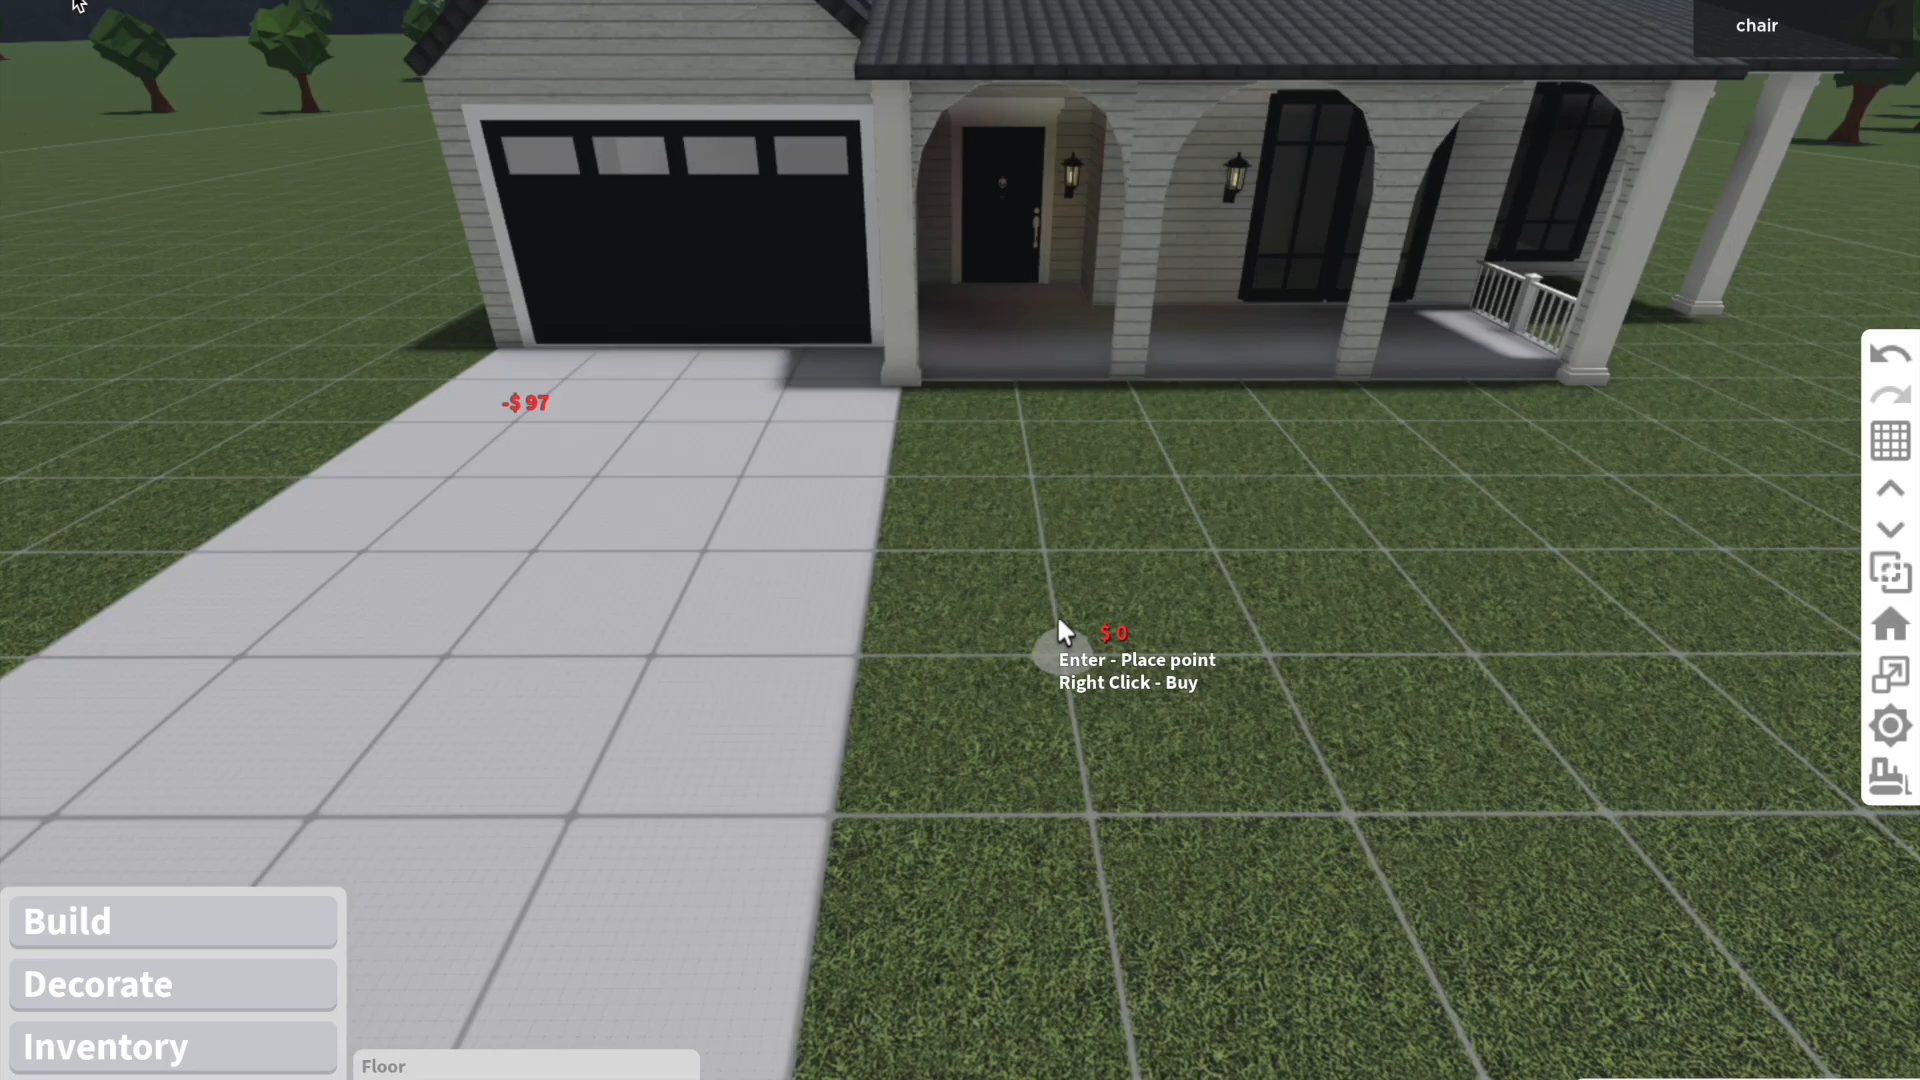 chair
-$ 97
$ 0
Enter - Place point
Right Click - Buy
Build
Decorate
Inventory
Floor